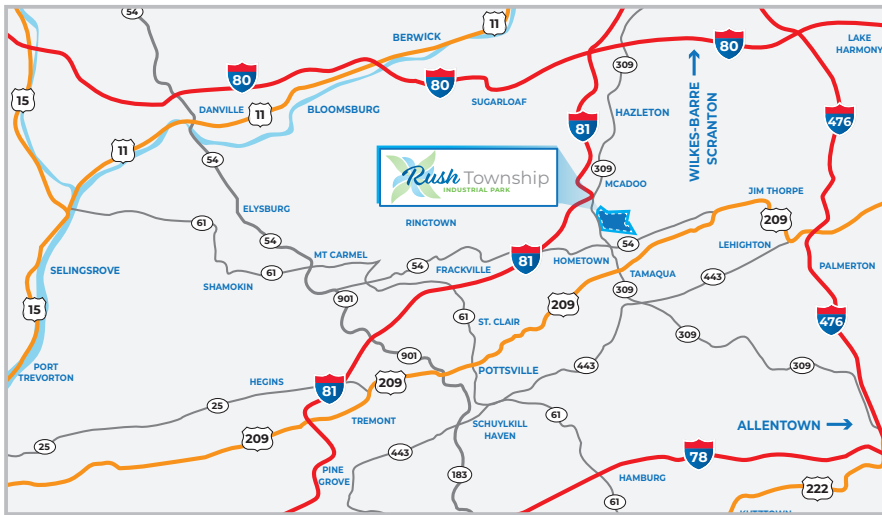 54
11
BERWICK
80
LAKE
HARMONY
309
80
80
15
DANVILLE
11
BLOOMSBURG
SUGARLOAF
HAZLETON
WILKES-BARRE
SCRANTON
476
81
11
54
309
MCADOO
Rush Township
INDUSTRIAL PARK
JIM THORPE
61
ELYSBURG
RINGTOWN
209
54
54
LEHIGHTON
MT CARMEL
SELINGSROVE
61
54
FRACKVILLE
81
HOMETOWN
TAMAQUA
443
PALMERTON
SHAMOKIN
901
309
15
209
61
ST. CLAIR
476
309
901
PORT
TREVORTON
HEGINS
81
209
POTTSVILLE
443
309
25
TREMONT
SCHUYLKILL
HAVEN
61
ALLENTOWN
209
25
443
78
PINE
GROVE
183
HAMBURG
222
61